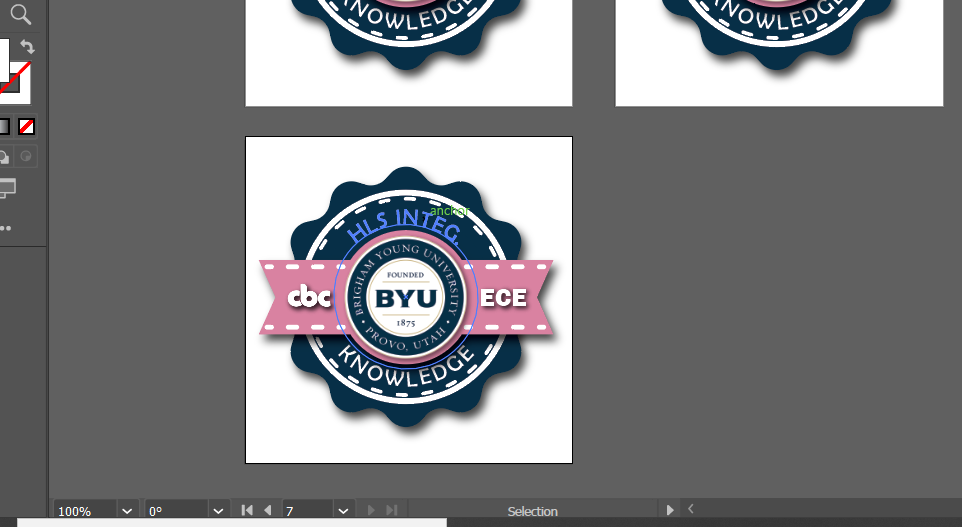 KNOWLEDGE
KNOWLEDGE
anchor
HLS INTEG.
BRIGHAM YOUNG UNIVERSITY
FOUNDED
cbc
BYU
ECE
1875
• PROVO, UTAH •
KNOWLEDGE
100%
0°
7
Selection